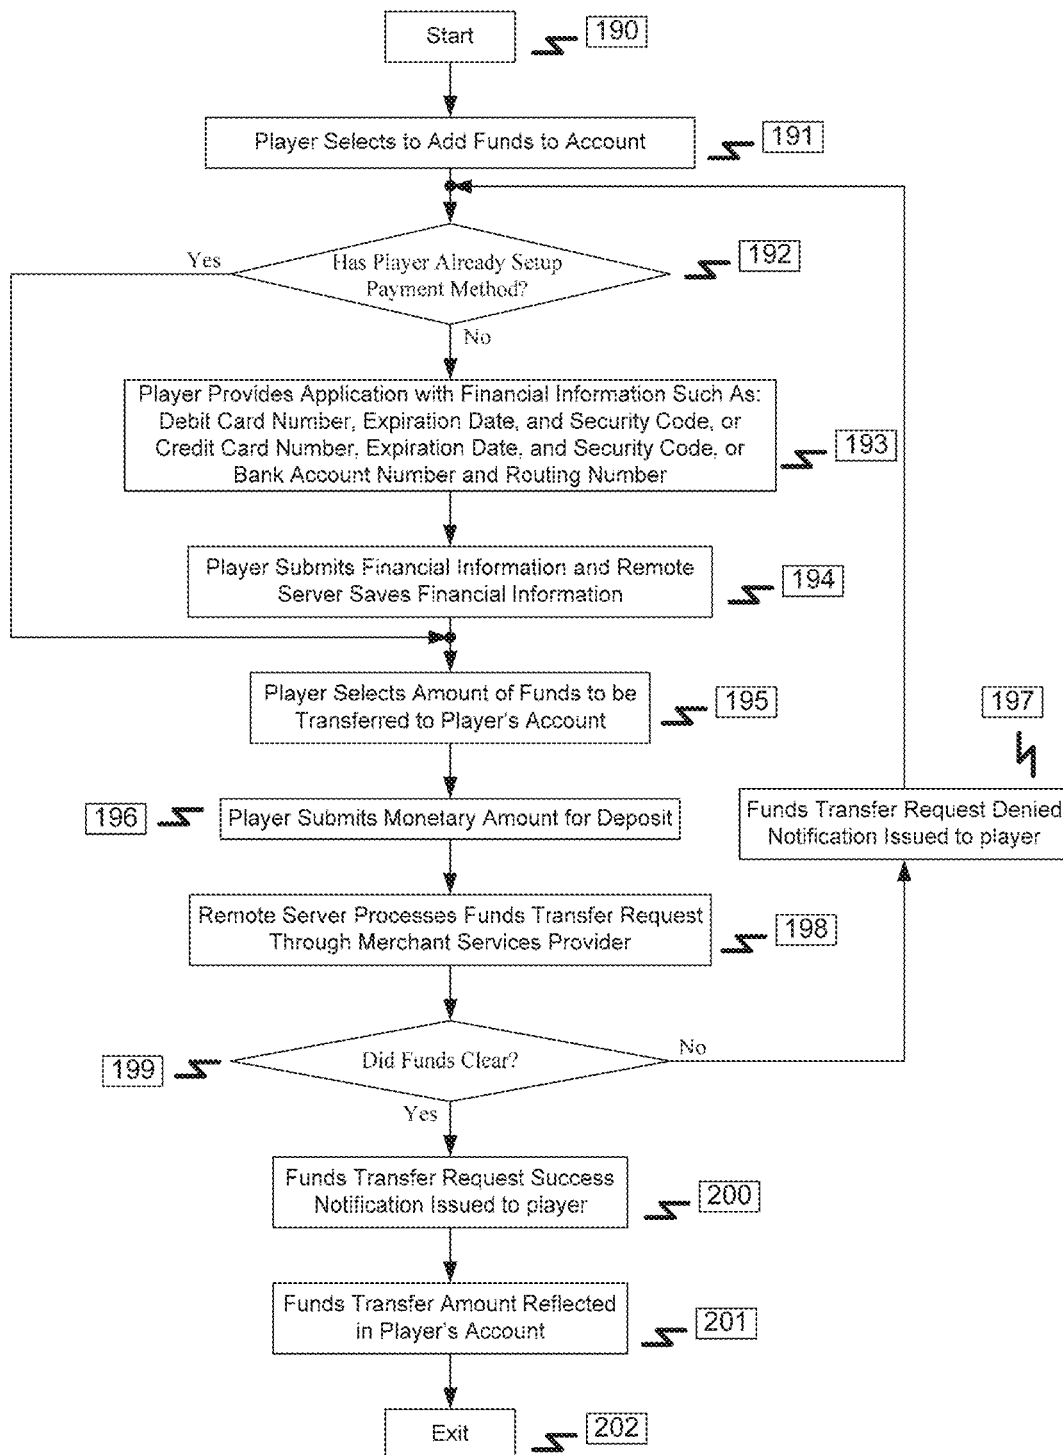 Start
190
Player Selects to Add Funds to Account
191
Has Player Already Setup
Payment Method?
192
Yes
No
Player Provides Application with Financial Information Such As:
Debit Card Number, Expiration Date, and Security Code, or
Credit Card Number, Expiration Date, and Security Code, or
Bank Account Number and Routing Number
193
Player Submits Financial Information and Remote
Server Saves Financial Information
194
Player Selects Amount of Funds to be
Transferred to Player's Account
195
197
Funds Transfer Request Denied
Notification Issued to player
196
Player Submits Monetary Amount for Deposit
Remote Server Processes Funds Transfer Request
Through Merchant Services Provider
198
199
Did Funds Clear?
No
Yes
Funds Transfer Request Success
Notification Issued to player
200
Funds Transfer Amount Reflected
in Player's Account
201
Exit
202